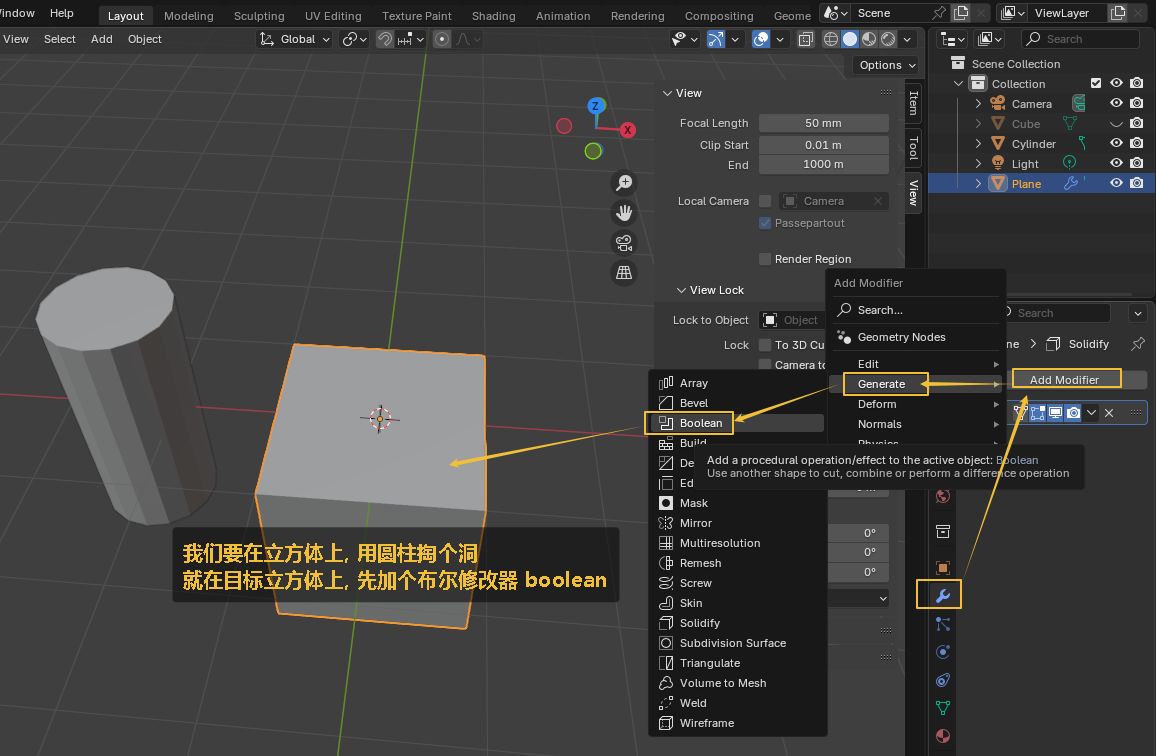 Window Help
Layout Modeling Sculpting UV Editing Texture Paint Shading Animation Rendering Compositing Geome
Scene
ViewLayer
View Select Add Object
Global
Search
Options
Scene Collection
Collection
Camera
Cube
Cylinder
Light
Plane
Item
Tool
View
View
Focal Length 50 mm
Clip Start 0.01 m
End 1000 m
Local Camera Camera
Passepartout
Render Region
View Lock
Lock to Object Object
Lock To 3D Cu
Camera to
Z
X
Add Modifier
Search...
Geometry Nodes
Edit
Generate
Deform
Normals
Physics
Search
Solidify
Add Modifier
Array
Bevel
Boolean
Build
De
Ed
Mask
Mirror
Multiresolution
Remesh
Screw
Skin
Solidify
Subdivision Surface
Triangulate
Volume to Mesh
Weld
Wireframe
Add a procedural operation/effect to the active object: Boolean
Use another shape to cut, combine or perform a difference operation
0°
0°
0°
我们要在立方体上, 用圆柱掏个洞
就在目标立方体上, 先加个布尔修改器 boolean